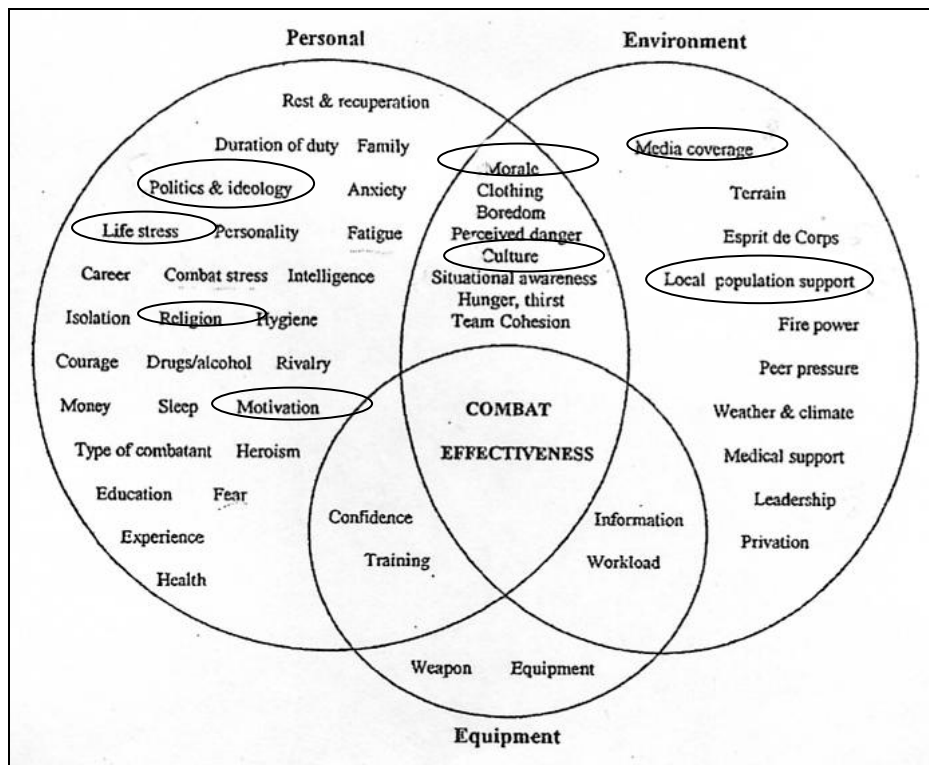 Personal
Environment
Rest & recuperation
Duration of duty Family
Media coverage
Morale
Politics & ideology Anxiety
Clothing
Terrain
Boredom
Life stress Personality Fatigue
Perceived danger
Esprit de Corps
Culture
Career Combat stress Intelligence
Situational awareness
Local population support
Hunger, thirst
Isolation Religion Hygiene
Team Cohesion
Fire power
Courage Drugs/alcohol Rivalry
Peer pressure
Money Sleep Motivation
COMBAT
Weather & climate
Type of combatant Heroism
EFFECTIVENESS
Medical support
Education Fear
Leadership
Confidence
Information
Experience
Privation
Training
Workload
Health
Weapon Equipment
Equipment